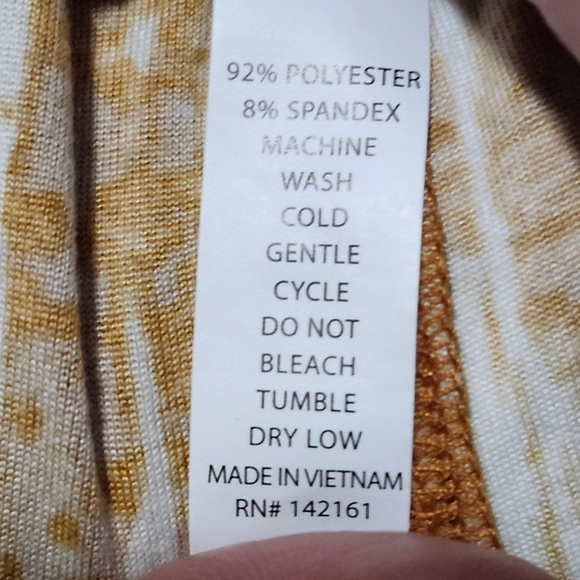 92% POLYESTER
8% SPANDEX
MACHINE
WASH
COLD
GENTLE
CYCLE
DO NOT
BLEACH
TUMBLE
DRY LOW
MADE IN VIETNAM
RN# 142161